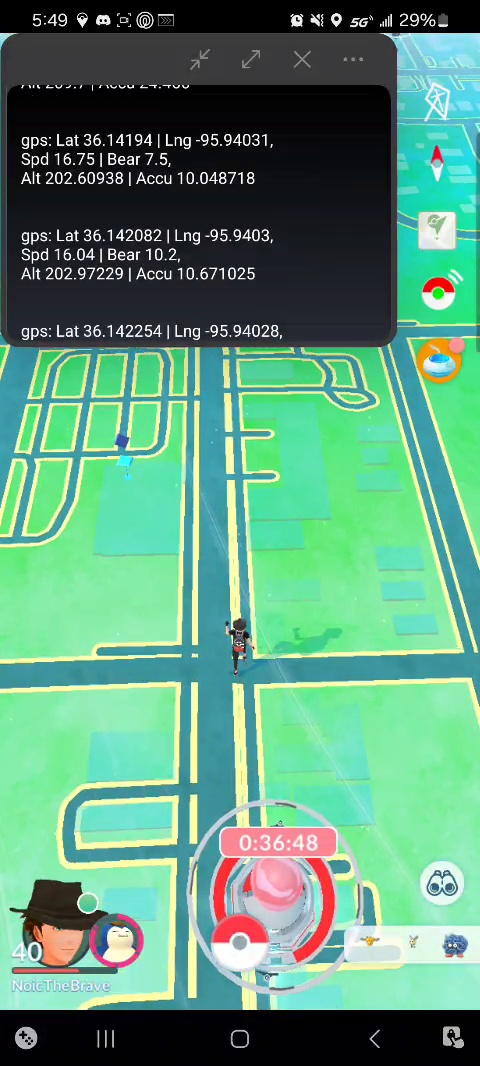 5:49
5G
29%
gps: Lat 36.14194 | Lng -95.94031,
Spd 16.75 | Bear 7.5,
Alt 202.60938 | Accu 10.048718
gps: Lat 36.142082 | Lng -95.9403,
Spd 16.04 | Bear 10.2,
Alt 202.97229 | Accu 10.671025
gps: Lat 36.142254 | Lng -95.94028,
0:36:48
40
NoicTheBrave